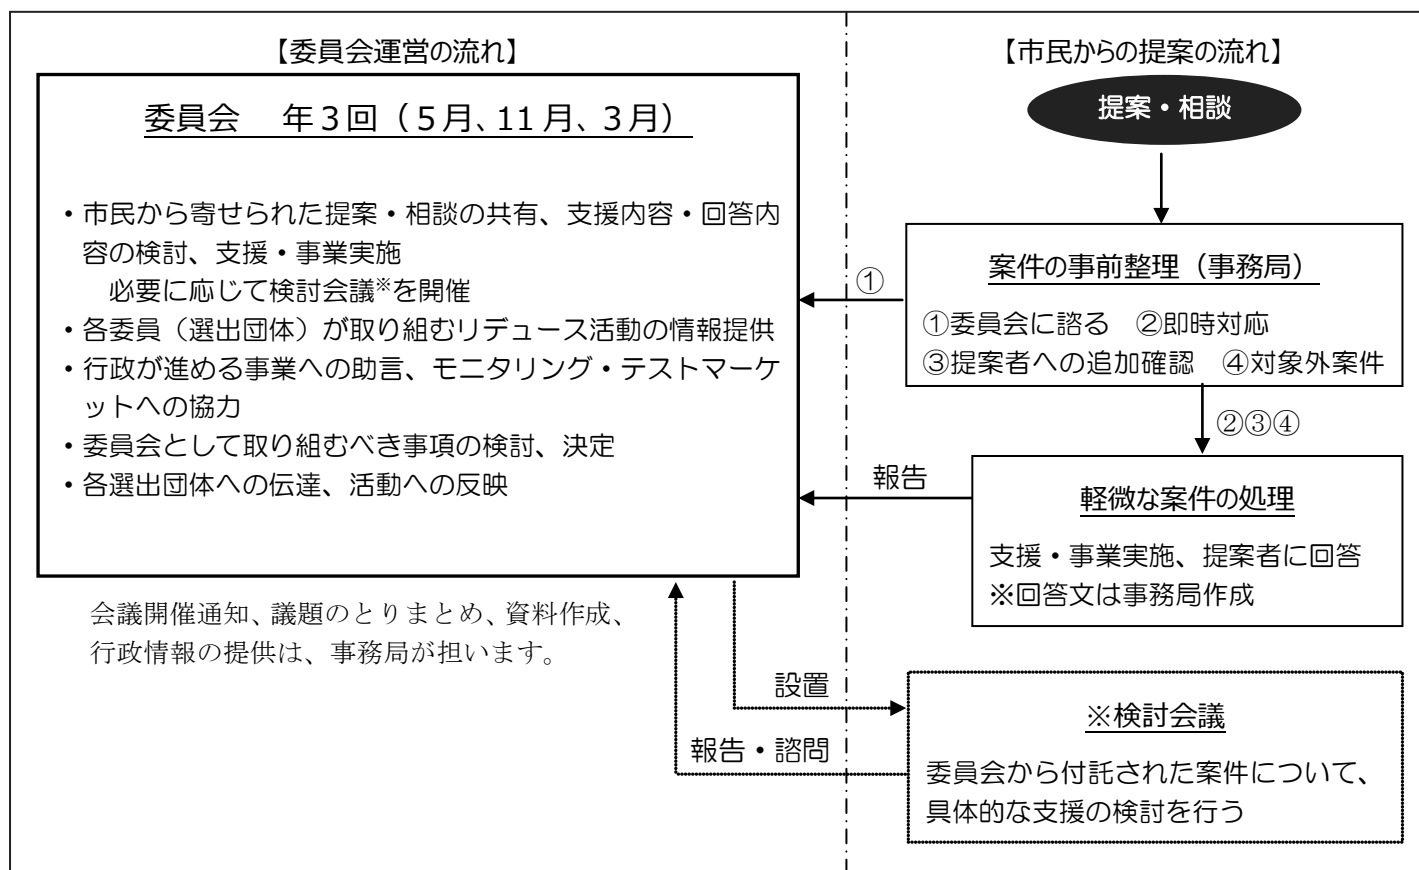 【委員会運営の流れ】
委員会　年３回（５月、11月、３月）
・市民から寄せられた提案・相談の共有、支援内容・回答内
容の検討、支援・事業実施
必要に応じて検討会議※を開催
・各委員（選出団体）が取り組むリデュース活動の情報提供
・行政が進める事業への助言、モニタリング・テストマーケ
ットへの協力
・委員会として取り組むべき事項の検討、決定
・各選出団体への伝達、活動への反映
会議開催通知、議題のとりまとめ、資料作成、
行政情報の提供は、事務局が担います。
【市民からの提案の流れ】
提案・相談
案件の事前整理（事務局）
①委員会に諮る　②即時対応
③提案者への追加確認　④対象外案件
①
②③④
報告
軽微な案件の処理
支援・事業実施、提案者に回答
※回答文は事務局作成
設置
報告・諮問
※検討会議
委員会から付託された案件について、
具体的な支援の検討を行う